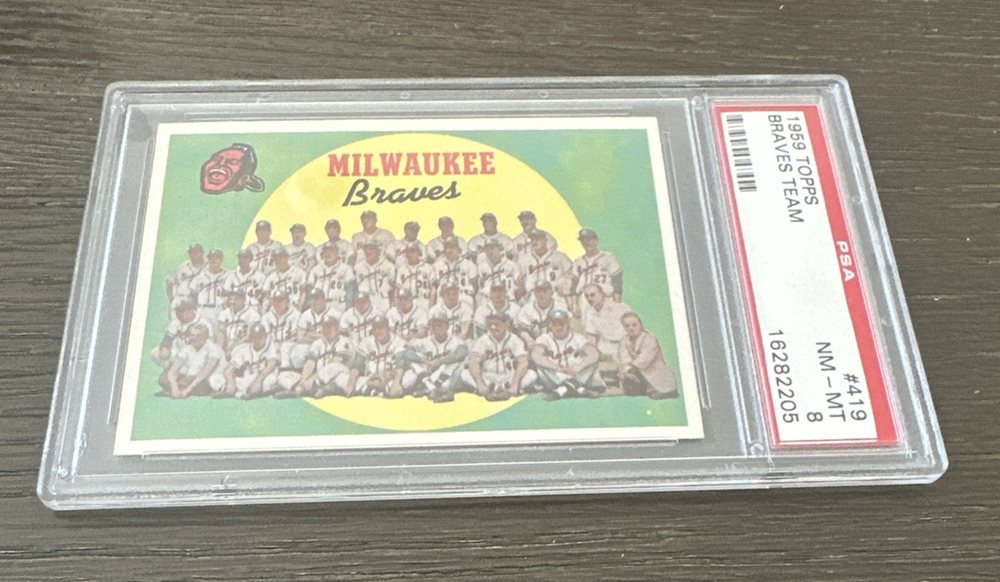 MILWAUKEE
Braves
1959 TOPPS
BRAVES TEAM
#419
NM-MT 8
PSA
16282205